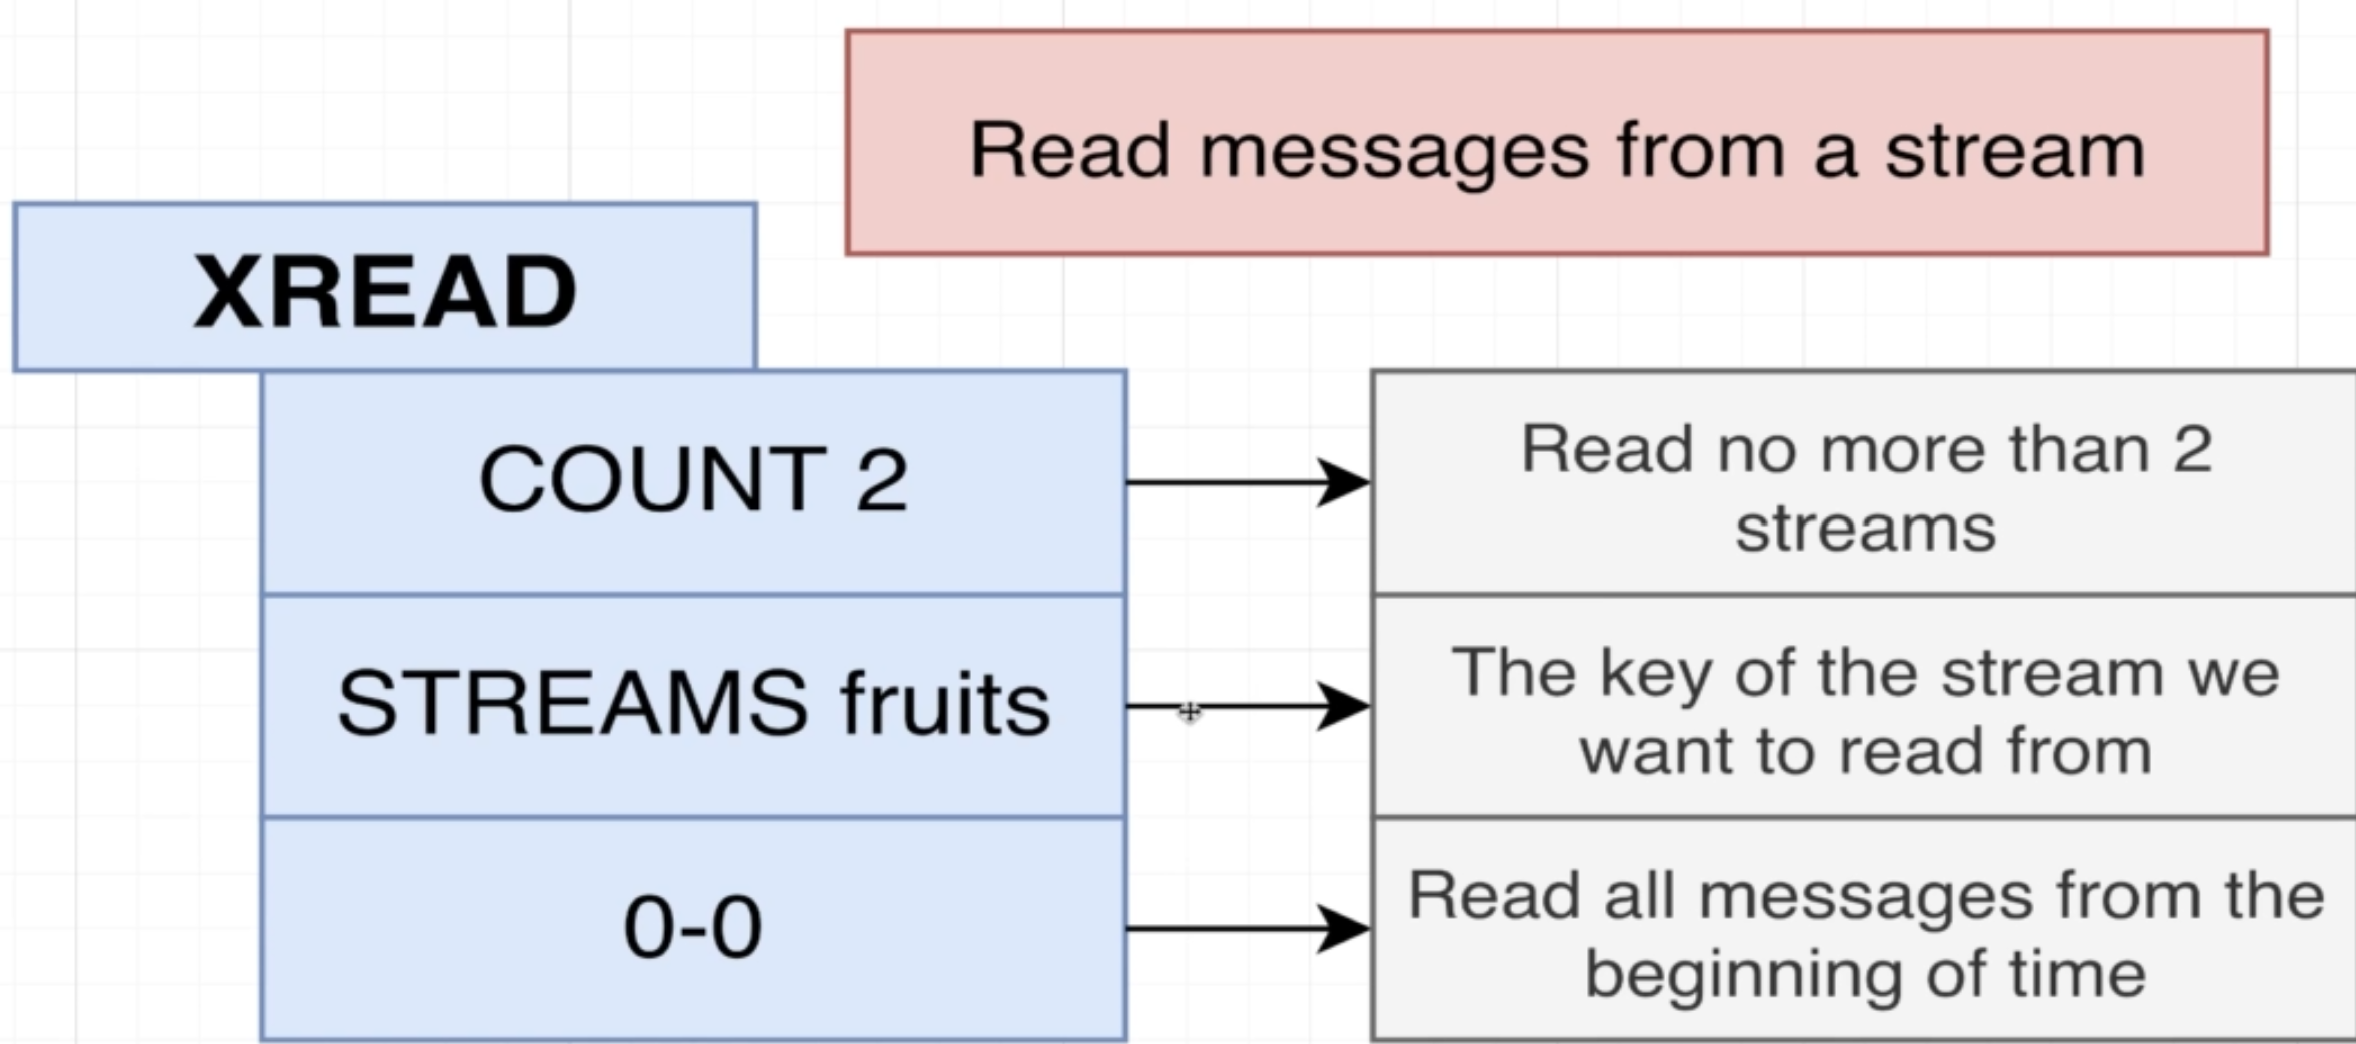 Read messages from a stream
XREAD
COUNT 2
Read no more than 2
streams
STREAMS fruits
The key of the stream we
want to read from
0-0
Read all messages from the
beginning of time